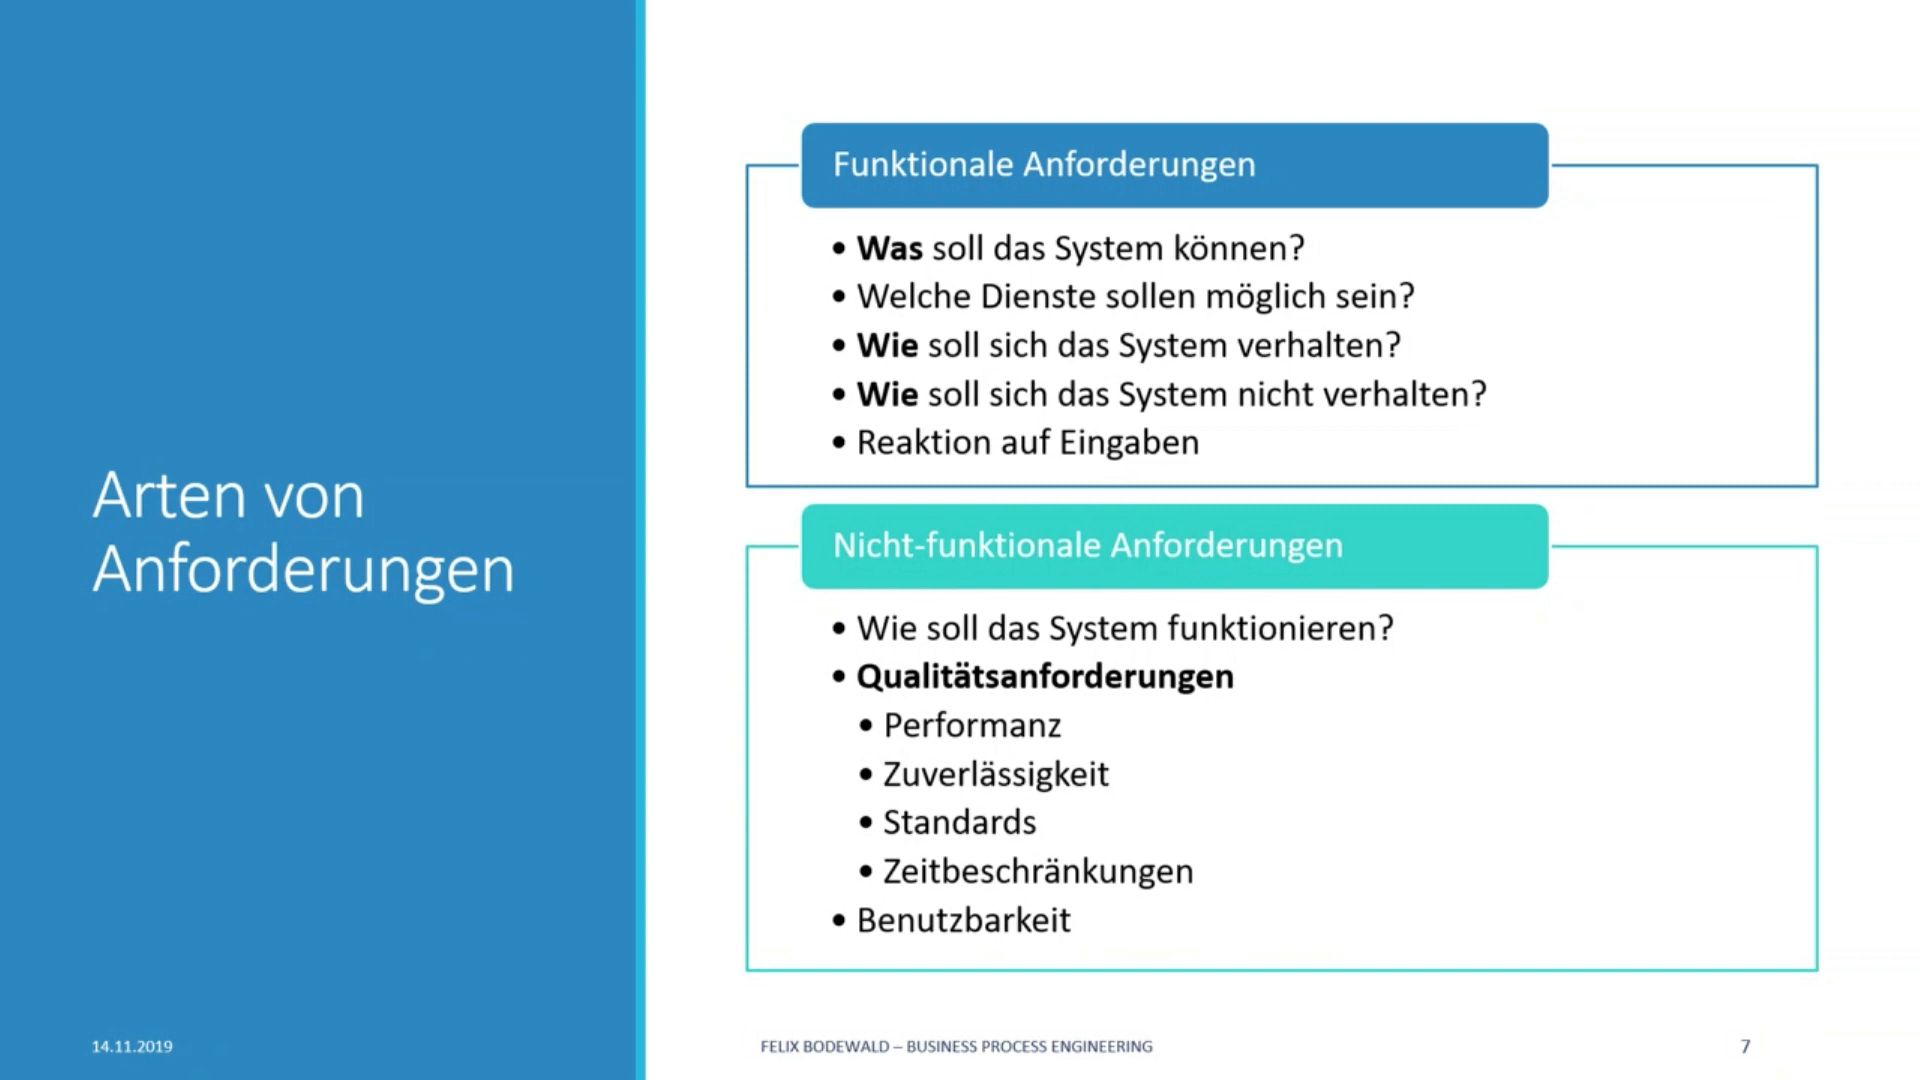 Arten von
Anforderungen
Funktionale Anforderungen
• Was soll das System können?
• Welche Dienste sollen möglich sein?
• Wie soll sich das System verhalten?
• Wie soll sich das System nicht verhalten?
• Reaktion auf Eingaben
Nicht-funktionale Anforderungen
• Wie soll das System funktionieren?
• Qualitätsanforderungen
• Performanz
• Zuverlässigkeit
• Standards
• Zeitbeschränkungen
• Benutzbarkeit
14.11.2019
FELIX BODEWALD – BUSINESS PROCESS ENGINEERING
7